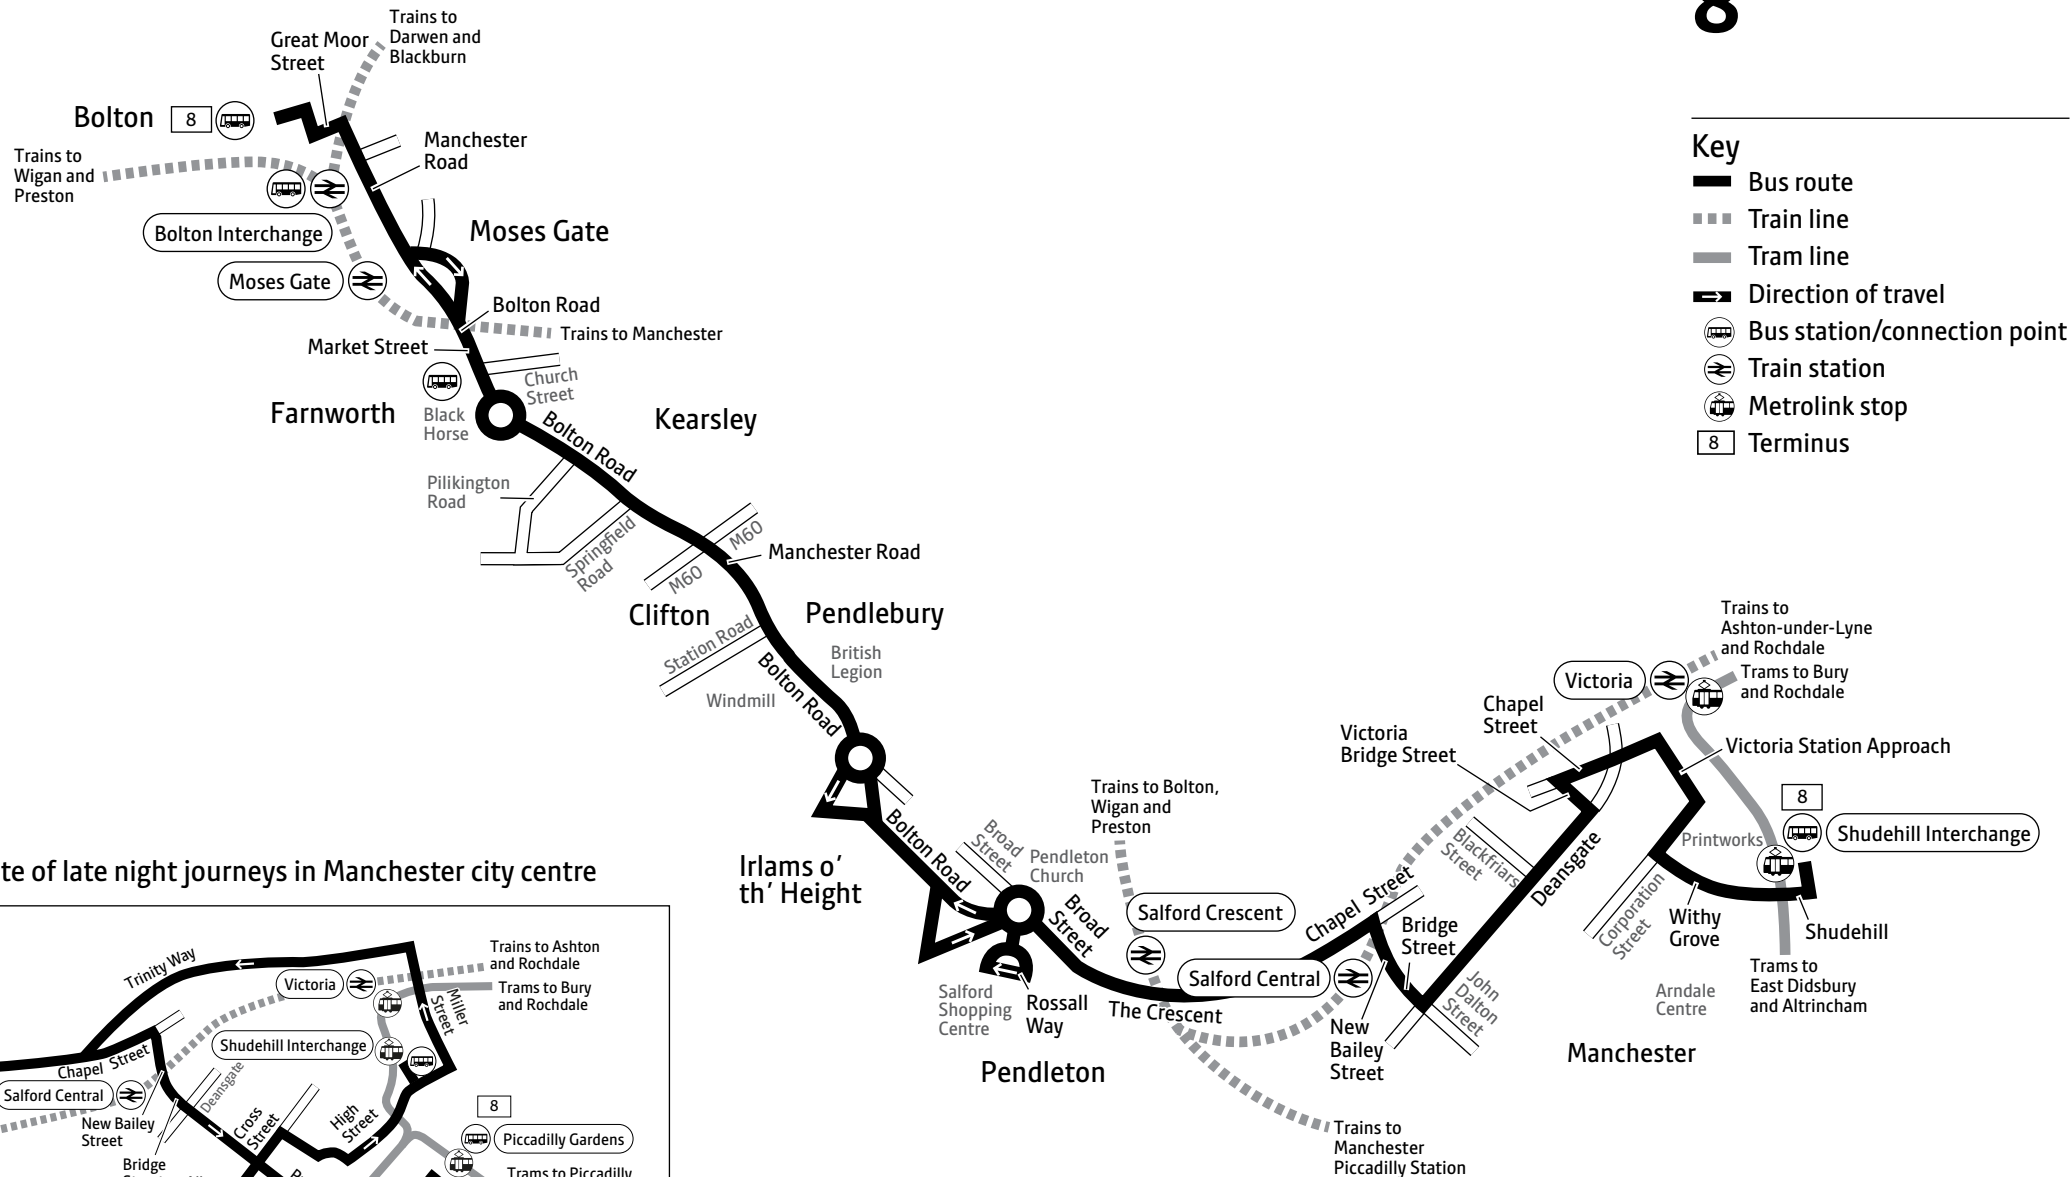 8
Trains to
Darwen and
Blackburn
Great Moor
Street
Bolton
8
Manchester
Road
Trains to
Wigan and
Preston
Bolton Interchange
Moses Gate
Moses Gate
Bolton Road
Trains to Manchester
Market Street
Church
Street
Farnworth
Black
Horse
Kearsley
Bolton Road
Pilikington
Road
Springfield
Road
M60
M60
Manchester Road
Clifton
Pendlebury
Station Road
British
Legion
Windmill
Bolton Road
Irlams o’
th’ Height
Bolton Road
Broad
Street
Pendleton
Church
Trains to Bolton,
Wigan and
Preston
Broad
Street
Salford Crescent
Salford
Shopping
Centre
Rossall
Way
Pendleton
The Crescent
Salford Central
Chapel Street
Bridge
Street
New
Bailey
Street
John
Dalton
Street
Trains to
Manchester
Piccadilly Station
Victoria
Bridge Street
Chapel
Street
Blackfriars
Street
Deansgate
Victoria
Trains to
Ashton-under-Lyne
and Rochdale
Trams to Bury
and Rochdale
Victoria Station Approach
8
Shudehill Interchange
Printworks
Corporation
Street
Withy
Grove
Shudehill
Arndale
Centre
Trams to
East Didsbury
and Altrincham
Manchester
Key
Bus route
Train line
Tram line
Direction of travel
Bus station/connection point
Train station
Metrolink stop
8 Terminus
te of late night journeys in Manchester city centre
Trinity Way
Victoria
Trains to Ashton
and Rochdale
Trams to Bury
and Rochdale
Miller
Street
Shudehill Interchange
Chapel Street
Salford Central
Deansgate
New Bailey
Street
Bridge
Cross
Street
High
Street
8
Piccadilly Gardens
Trams to Piccadilly